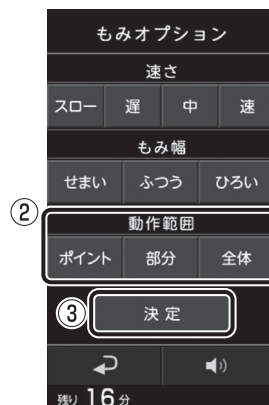 もみオプション
速さ
スロー 遅 中 速
もみ幅
せまい ふつう ひろい
②
動作範囲
ポイント 部分 全体
③ 決定
残り 16 分